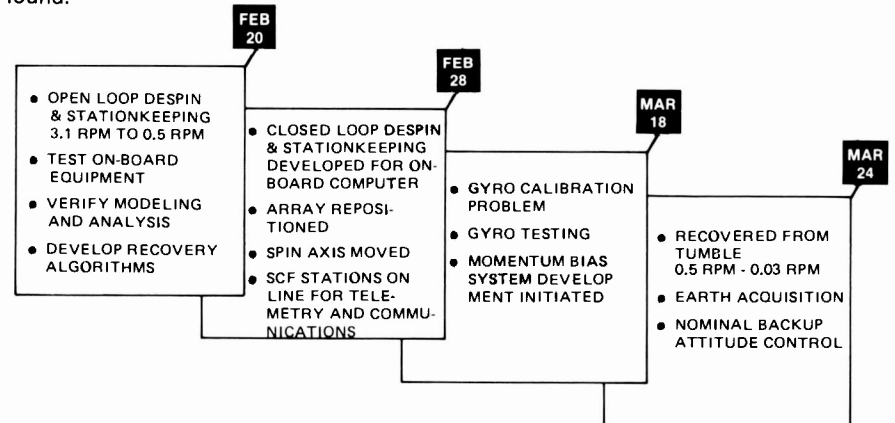 found.
FEB
20
● OPEN LOOP DESPIN
& STATIONKEEPING
3.1 RPM TO 0.5 RPM
● TEST ON-BOARD
EQUIPMENT
● VERIFY MODELING
AND ANALYSIS
● DEVELOP RECOVERY
ALGORITHMS
FEB
28
● CLOSED LOOP DESPIN
& STATIONKEEPING
DEVELOPED FOR ON-
BOARD COMPUTER
● ARRAY REPOSI-
TIONED
● SPIN AXIS MOVED
● SCF STATIONS ON
LINE FOR TELE-
METRY AND COMMU-
NICATIONS
MAR
18
● GYRO CALIBRATION
PROBLEM
● GYRO TESTING
● MOMENTUM BIAS
SYSTEM DEVELOP
MENT INITIATED
MAR
24
● RECOVERED FROM
TUMBLE
0.5 RPM - 0.03 RPM
● EARTH ACQUISITION
● NOMINAL BACKUP
ATTITUDE CONTROL